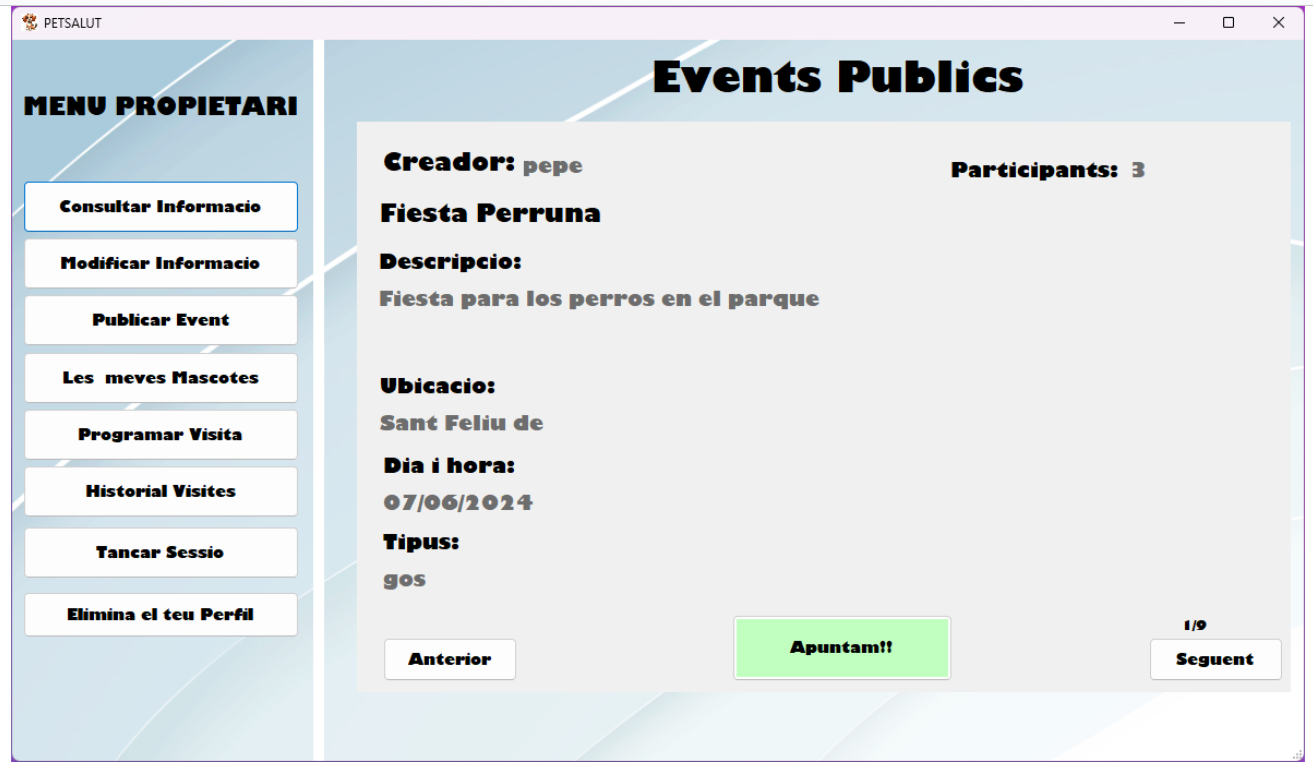 PETSALUT
MENU PROPIETARI
Consultar Informacio
Modificar Informacio
Publicar Event
Les meves Mascotes
Programar Visita
Historial Visites
Tancar Sessio
Elimina el teu Perfil
Events Publics
Creador: pepe
Participants: 3
Fiesta Perruna
Descripcio:
Fiesta para los perros en el parque
Ubicacio:
Sant Feliu de
Dia i hora:
07/06/2024
Tipus:
gos
Anterior
Apuntam!!
1/9
Seguent